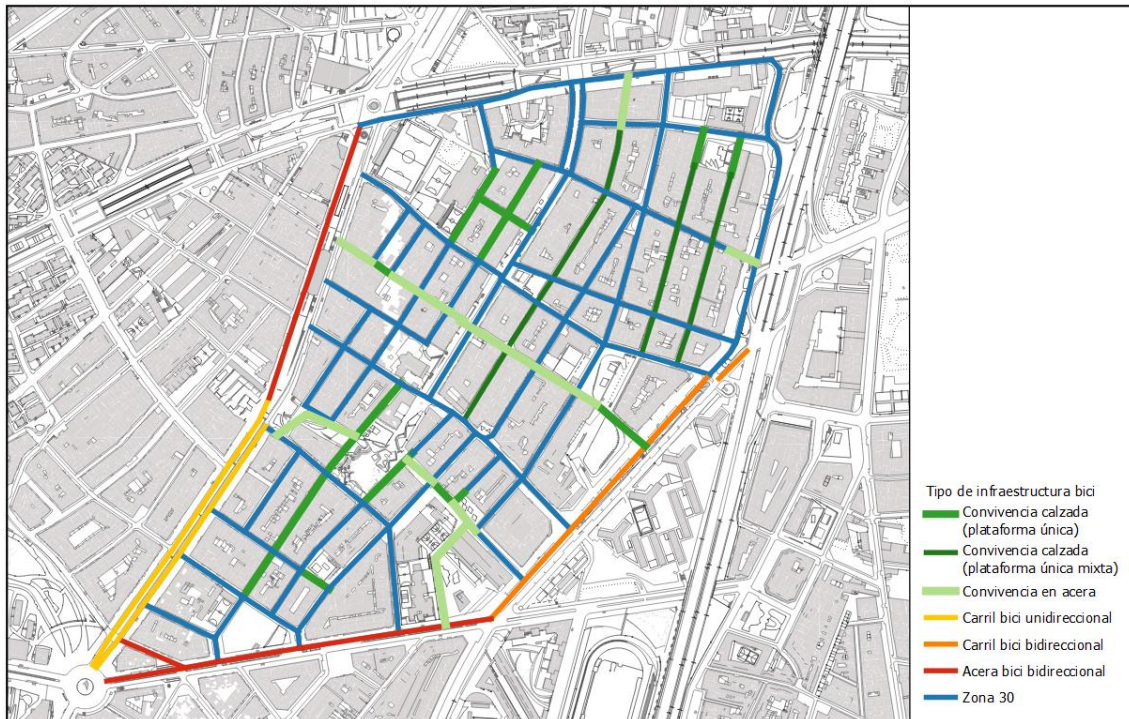 Tipo de infraestructura bici
Convivencia calzada
(plataforma única)
Convivencia calzada
(plataforma única mixta)
Convivencia en acera
Carril bici unidireccional
Carril bici bidireccional
Acera bici bidireccional
Zona 30